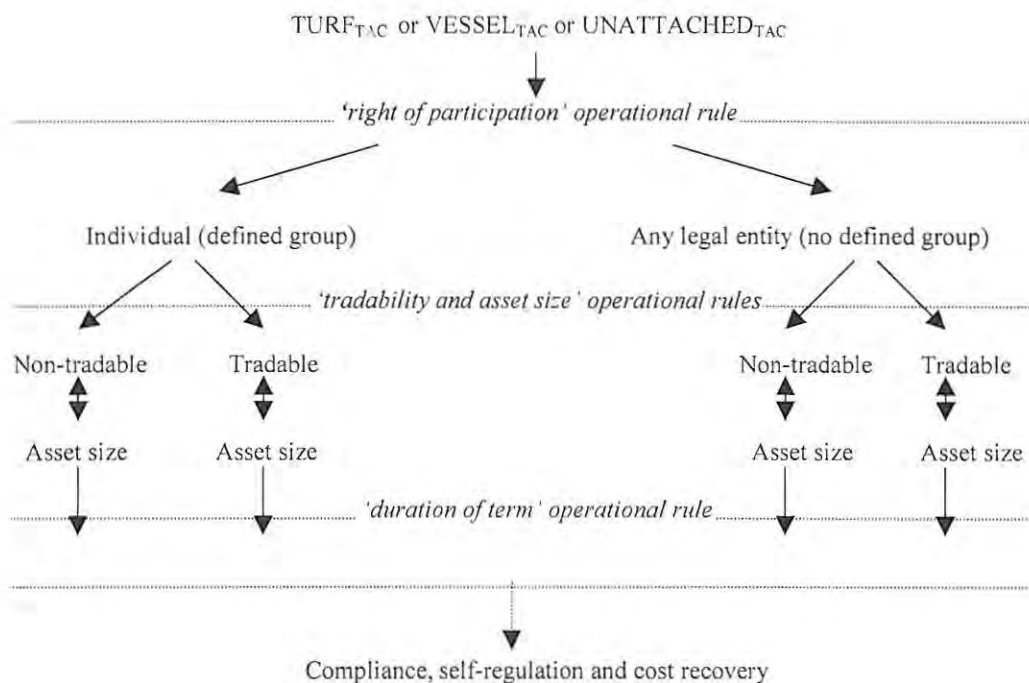 TURF_TAC or VESSEL_TAC or UNATTACHED_TAC
'right of participation' operational rule
Individual (defined group) Any legal entity (no defined group)
'tradability and asset size' operational rules
Non-tradable Tradable Non-tradable Tradable
Asset size Asset size Asset size Asset size
'duration of term' operational rule
Compliance, self-regulation and cost recovery